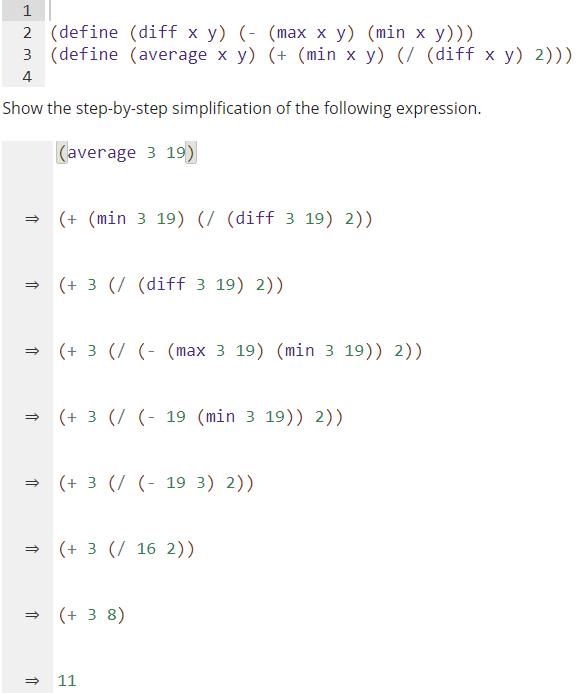 1
2 (define (diff x y) (- (max x y) (min x y)))
3 (define (average x y) (+ (min x y) (/ (diff x y) 2)))
4
Show the step-by-step simplification of the following expression.
(average 3 19)
⇒ (+ (min 3 19) (/ (diff 3 19) 2))
⇒ (+ 3 (/ (diff 3 19) 2))
⇒ (+ 3 (/ (- (max 3 19) (min 3 19)) 2))
⇒ (+ 3 (/ (- 19 (min 3 19)) 2))
⇒ (+ 3 (/ (- 19 3) 2))
⇒ (+ 3 (/ 16 2))
⇒ (+ 3 8)
⇒ 11